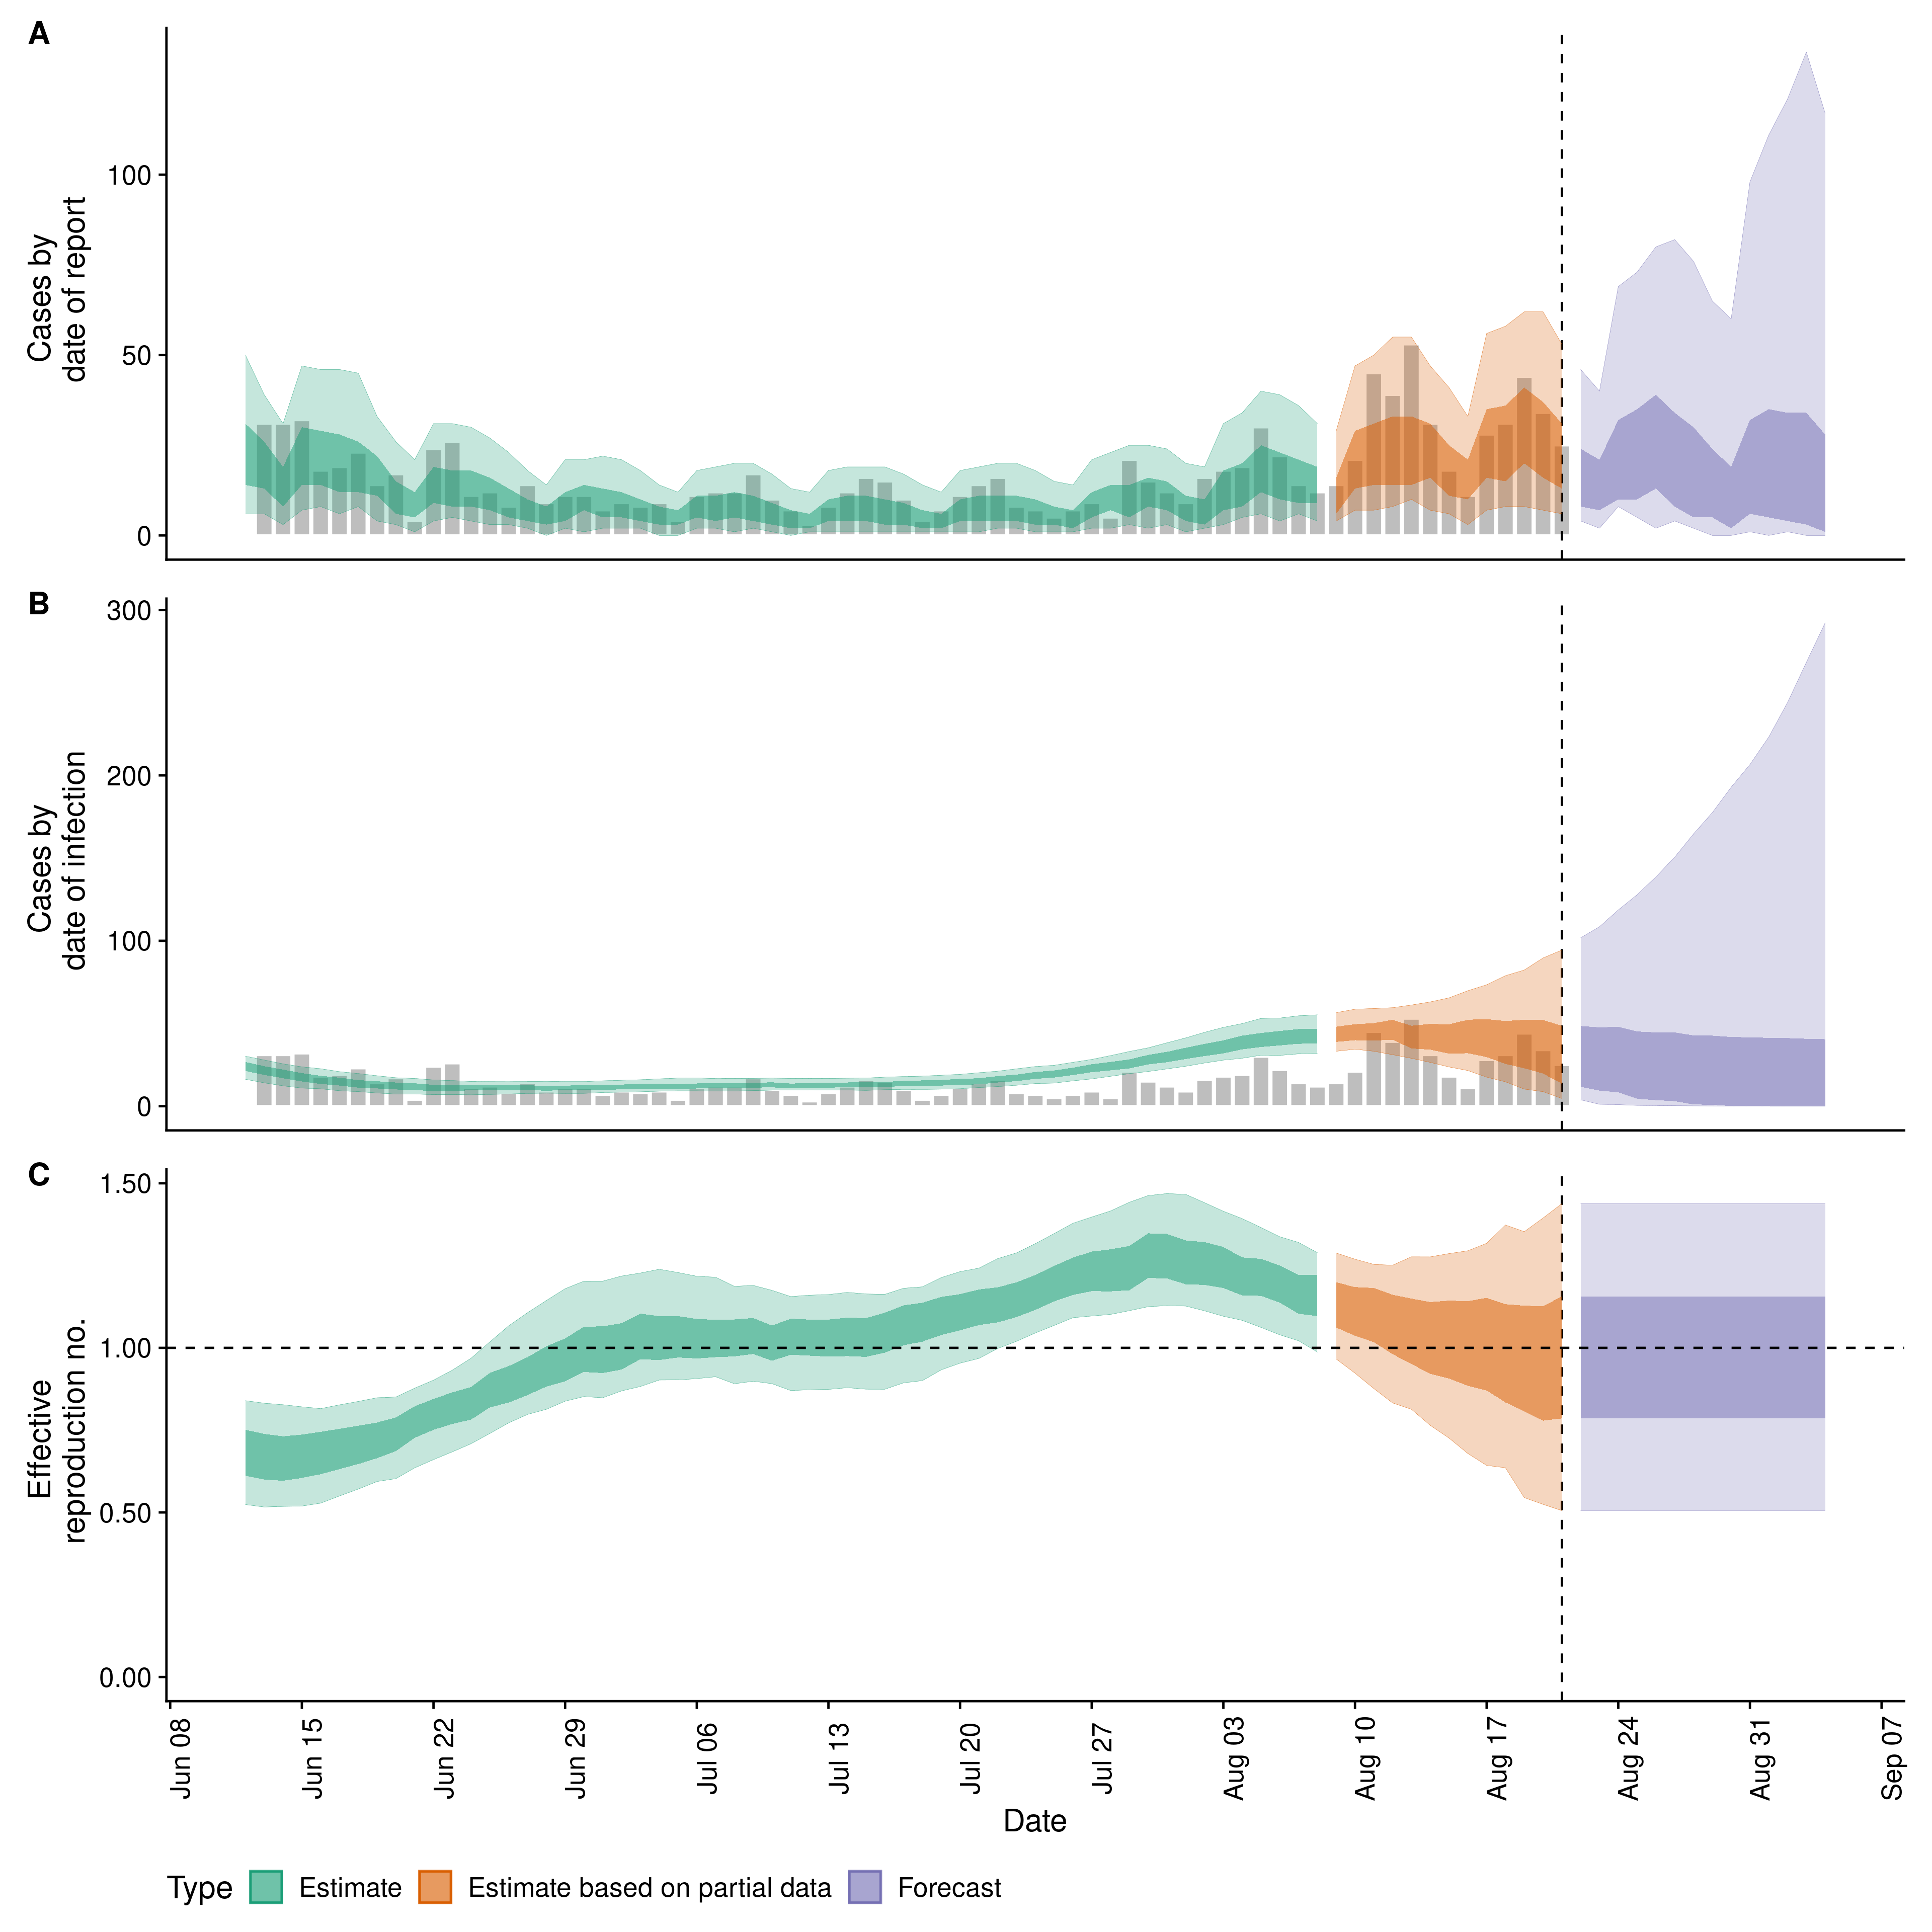 A
Cases by
date of report
100
50
0
B
Cases by
date of infection
300
200
100
0
C
Effective
reproduction no.
1.50
1.00
0.50
0.00
Jun 08
Jun 15
Jun 22
Jun 29
Jul 06
Jul 13
Jul 20
Jul 27
Aug 03
Aug 10
Aug 17
Aug 24
Aug 31
Sep 07
Date
Type Estimate Estimate based on partial data Forecast